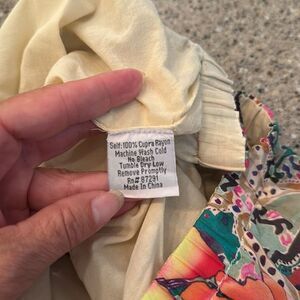 Self: 100% Cupra Rayon
Machine Wash Cold
No Bleach
Tumble Dry Low
Remove Promptly
Rn# 87291
Made In China